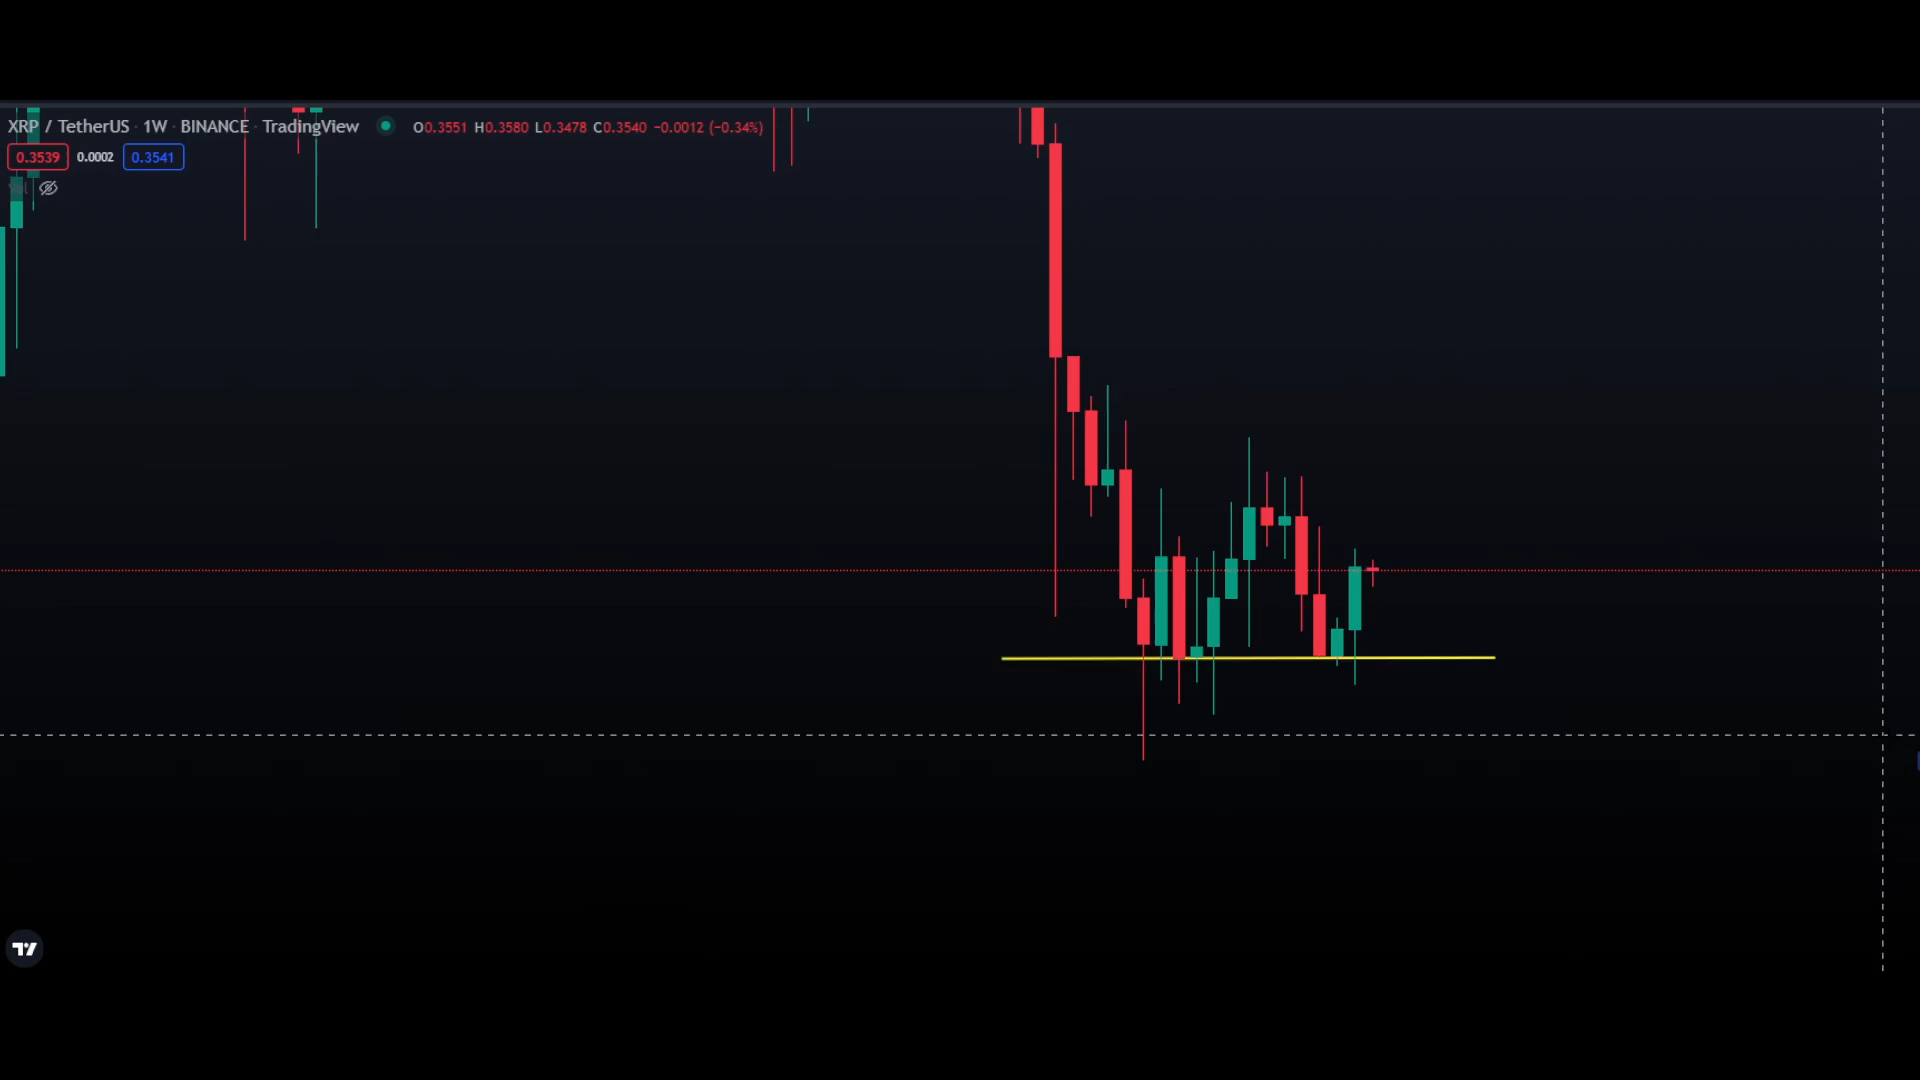 XRP / TetherUS · 1W · BINANCE · TradingView O0.3551 H0.3580 L0.3478 C0.3540 −0.0012 (−0.34%)
0.3539 0.0002 0.3541
Vol